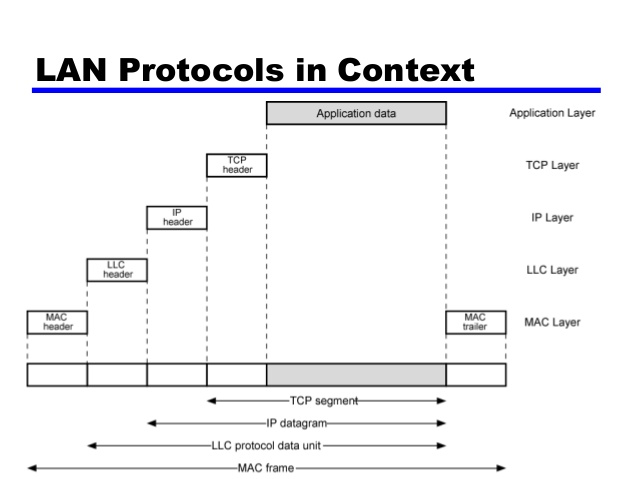 LAN Protocols in Context
Application data
Application Layer
TCP
header
TCP Layer
IP
header
IP Layer
LLC
header
LLC Layer
MAC
header
MAC
trailer
MAC Layer
TCP segment
IP datagram
LLC protocol data unit
MAC frame